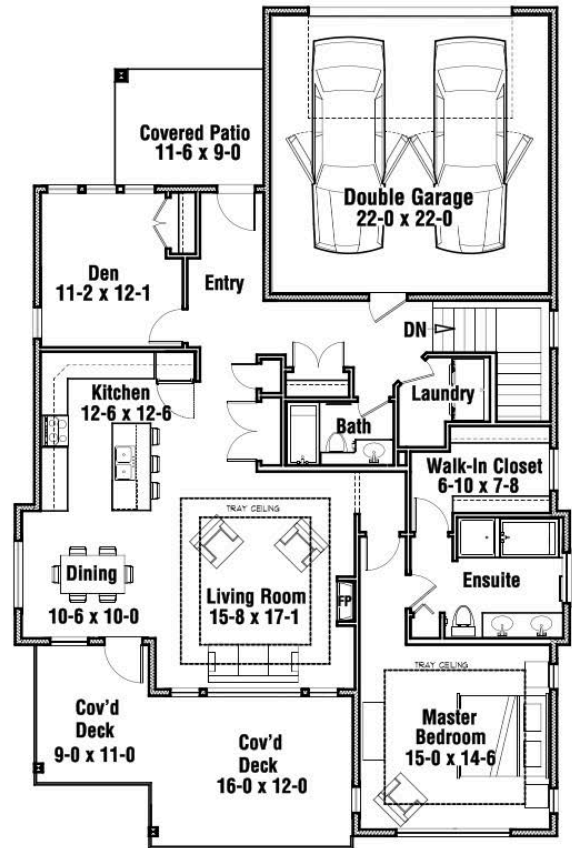 Covered Patio
11-6 x 9-0
Double Garage
22-0 x 22-0
Den
11-2 x 12-1
Entry
DN
Kitchen
12-6 x 12-6
Laundry
Bath
Walk-In Closet
6-10 x 7-8
TRAY CEILING
Dining
10-6 x 10-0
Living Room
15-8 x 17-1
FP
Ensuite
TRAY CEILING
Cov'd
Deck
9-0 x 11-0
Cov'd
Deck
16-0 x 12-0
Master
Bedroom
15-0 x 14-6